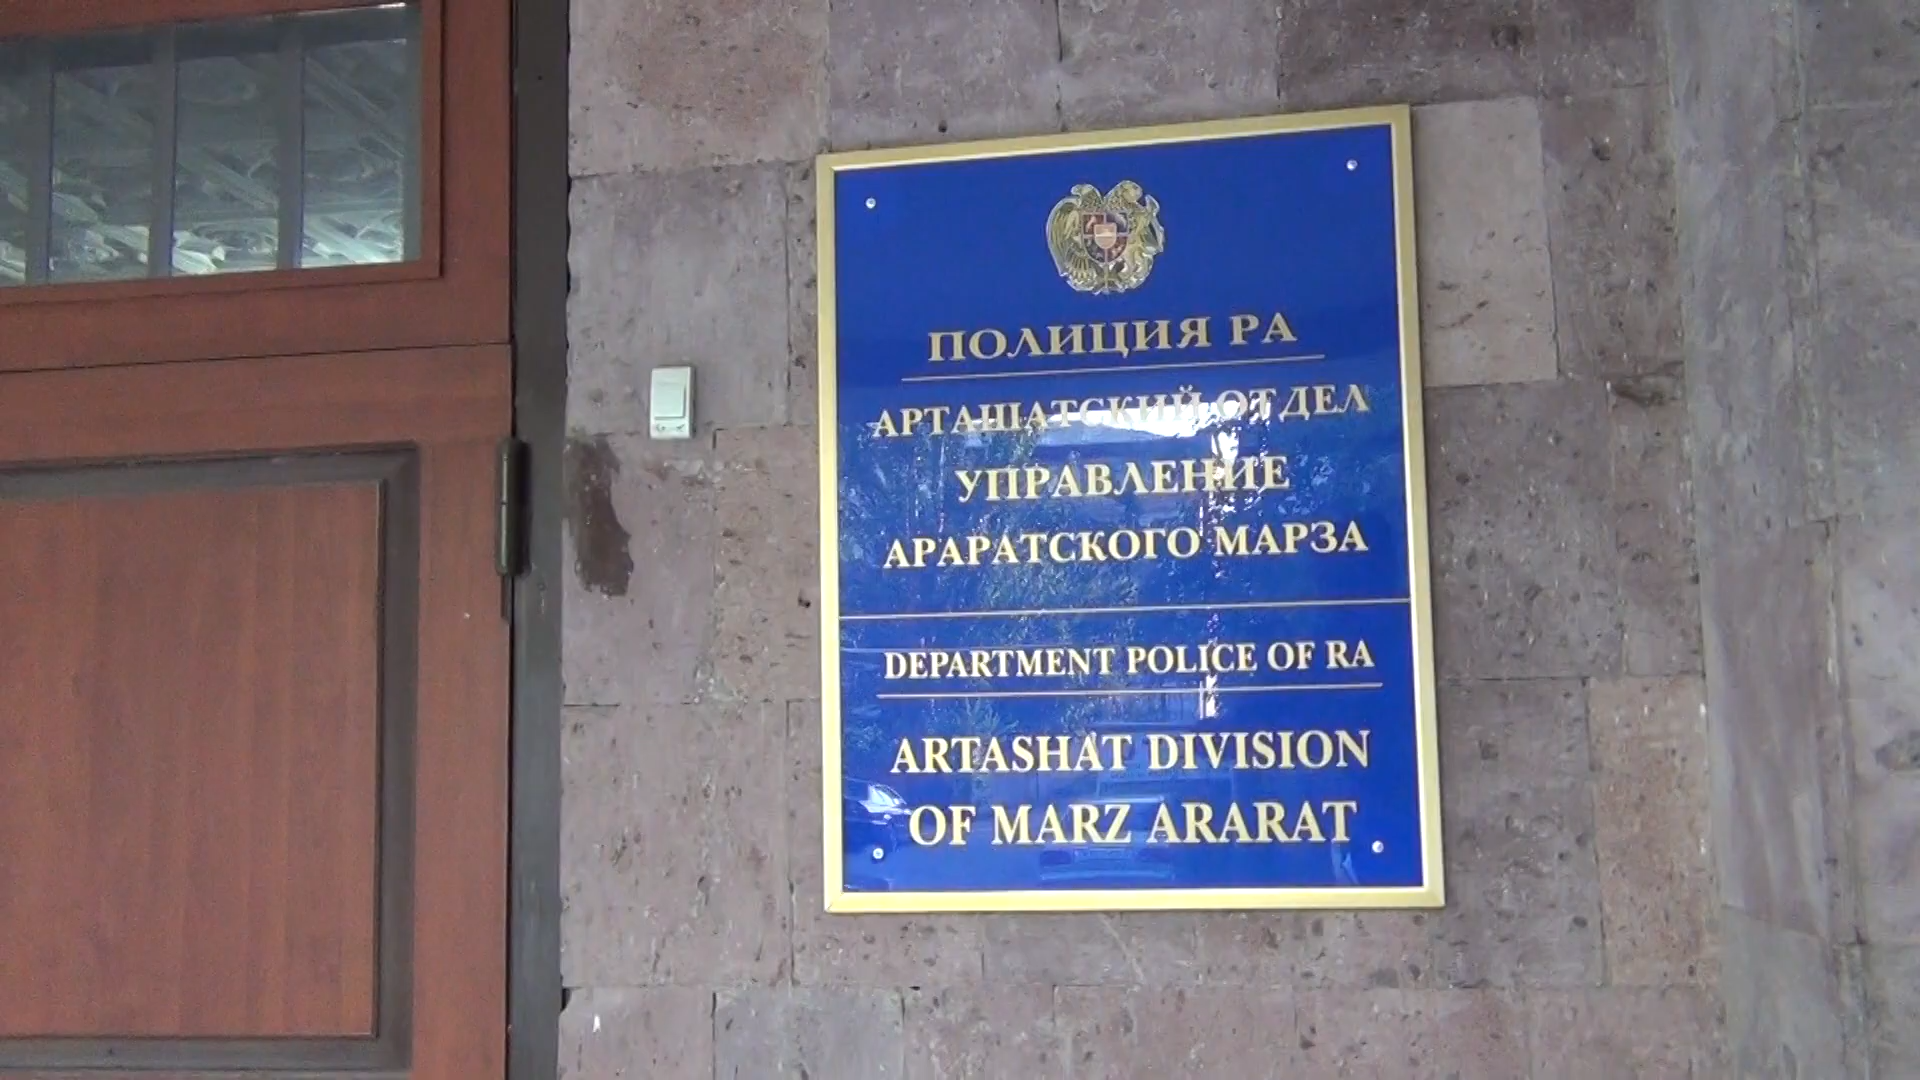 ПОЛИЦИЯ РА
АРТАШАТСКИЙ ОТДЕЛ
УПРАВЛЕНИЕ
АРАРАТСКОГО МАРЗА
DEPARTMENT POLICE OF RA
ARTASHAT DIVISION
OF MARZ ARARAT